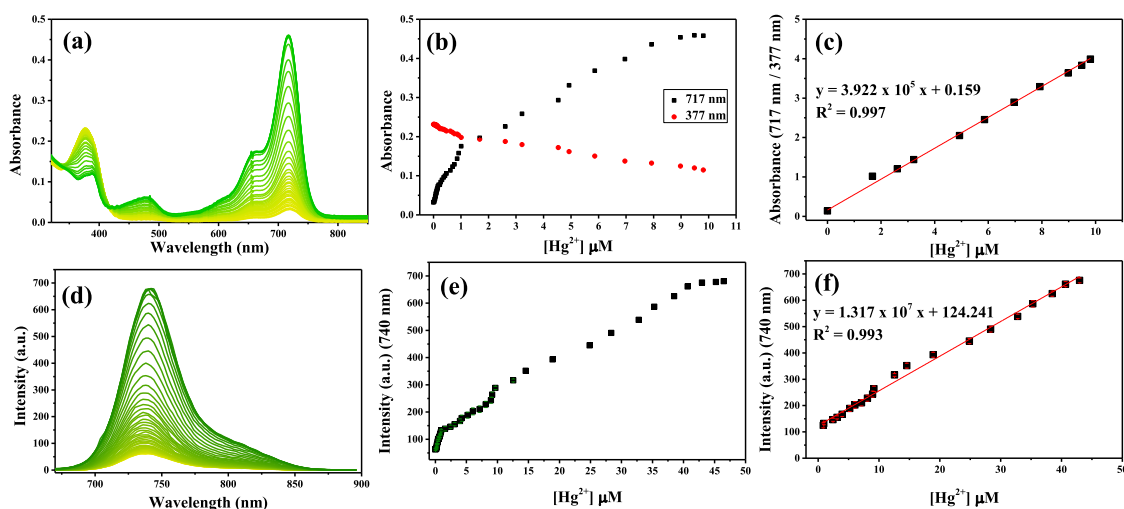 (a)
0.5
0.4
0.3
0.2
0.1
0.0
Absorbance
400 500 600 700 800
Wavelength (nm)
(b)
0.5
0.4
0.3
0.2
0.1
0.0
Absorbance
717 nm
377 nm
0 1 2 3 4 5 6 7 8 9 10 11
[Hg²⁺] μM
(c)
5
4
3
2
1
0
Absorbance (717 nm / 377 nm)
y = 3.922 x 10⁵ x + 0.159
R² = 0.997
0 2 4 6 8 10
[Hg²⁺] μM
(d)
700
600
500
400
300
200
100
0
Intensity (a.u.)
700 750 800 850 900
Wavelength (nm)
(e)
700
600
500
400
300
200
100
0
Intensity (a.u.) (740 nm)
0 5 10 15 20 25 30 35 40 45 50
[Hg²⁺] μM
(f)
700
600
500
400
300
200
100
0
Intensity (a.u.) (740 nm)
y = 1.317 x 10⁷ x + 124.241
R² = 0.993
0 10 20 30 40 50
[Hg²⁺] μM